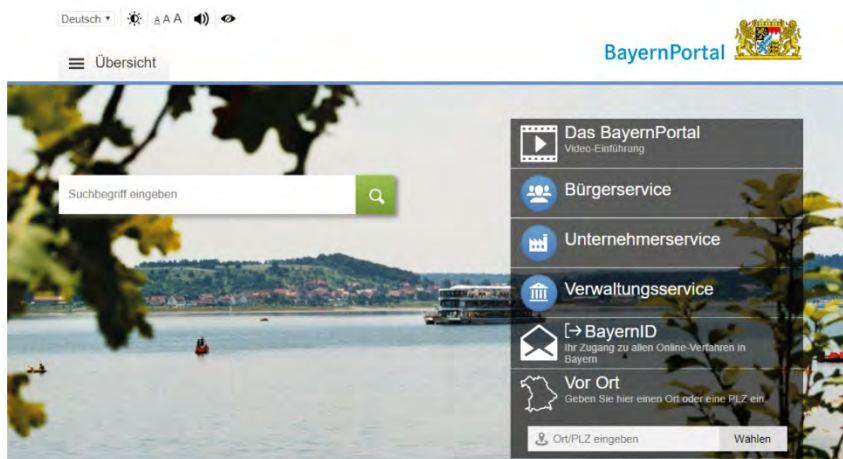 Deutsch
A A A
Übersicht
BayernPortal
Das BayernPortal
Video-Einführung
Suchbegriff eingeben
Bürgerservice
Unternehmerservice
Verwaltungsservice
BayernID
Ihr Zugang zu allen Online-Verfahren in
Bayern
Vor Ort
Geben Sie hier einen Ort oder eine PLZ ein.
Ort/PLZ eingeben
Wählen